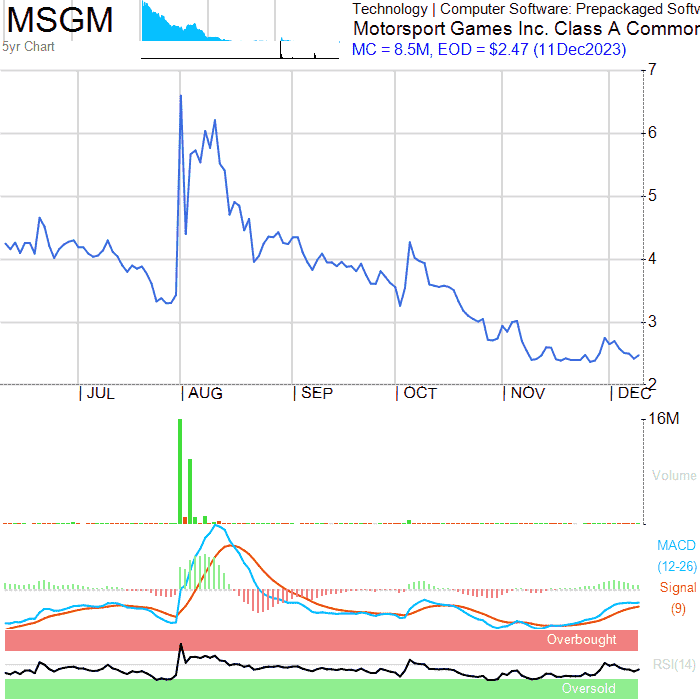 MSGM
5yr Chart
Technology | Computer Software: Prepackaged Softw
Motorsport Games Inc. Class A Common
MC = 8.5M, EOD = $2.47 (11Dec2023)
7
6
5
4
3
2
JUL AUG SEP OCT NOV DEC
16M
Volume
MACD
(12-26)
Signal
(9)
Overbought
RSI(14)
Oversold